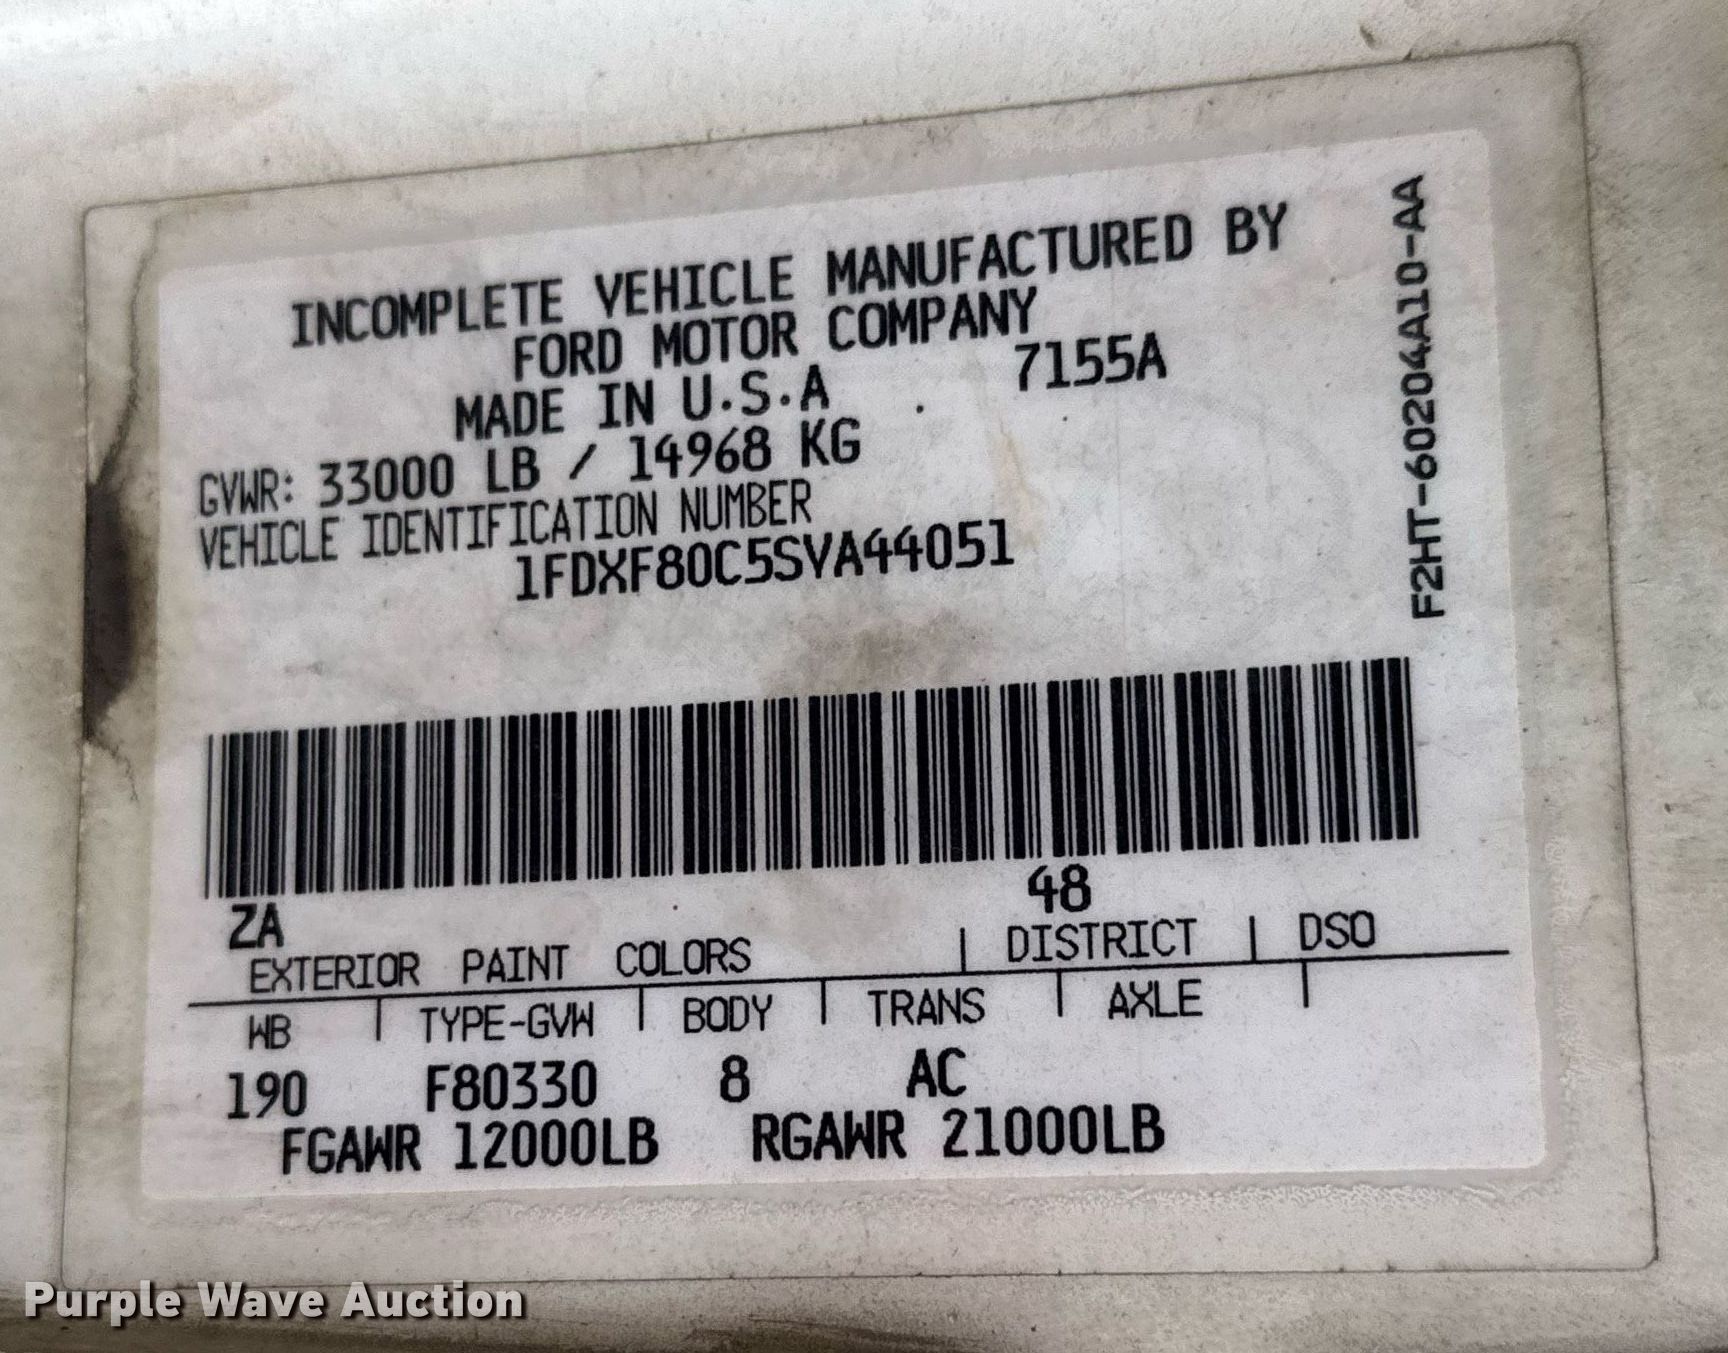 INCOMPLETE VEHICLE MANUFACTURED BY
FORD MOTOR COMPANY
MADE IN U.S.A 7155A
GVWR: 33000 LB / 14968 KG
VEHICLE IDENTIFICATION NUMBER
1FDXF80C5SVA44051
F2HT-60204A10-AA
ZA 48
EXTERIOR PAINT COLORS | DISTRICT | DSO
WB | TYPE-GVW | BODY | TRANS | AXLE |
190 F80330 8 AC
FGAWR 12000LB RGAWR 21000LB
Purple Wave Auction